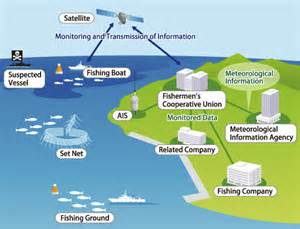 Satellite
Monitoring and Transmission of Information
Suspected
Vessel
Fishing Boat
Meteorological
Information
Fishermen's
Cooperative Union
AIS
Monitored Data
Set Net
Related Company
Meteorological
Information Agency
Fishing Company
Fishing Ground